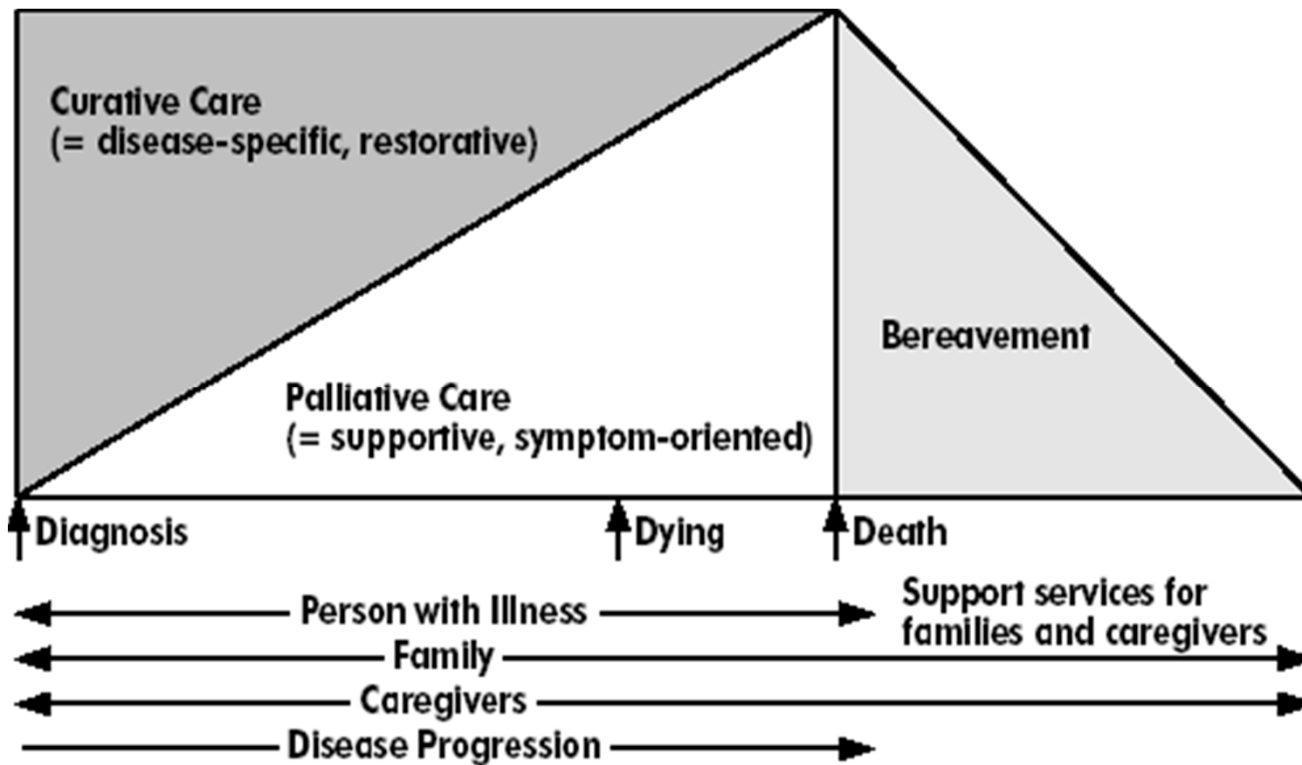 Curative Care
(= disease-specific, restorative)
Bereavement
Palliative Care
(= supportive, symptom-oriented)
Diagnosis
Dying
Death
Person with Illness
Support services for
families and caregivers
Family
Caregivers
Disease Progression